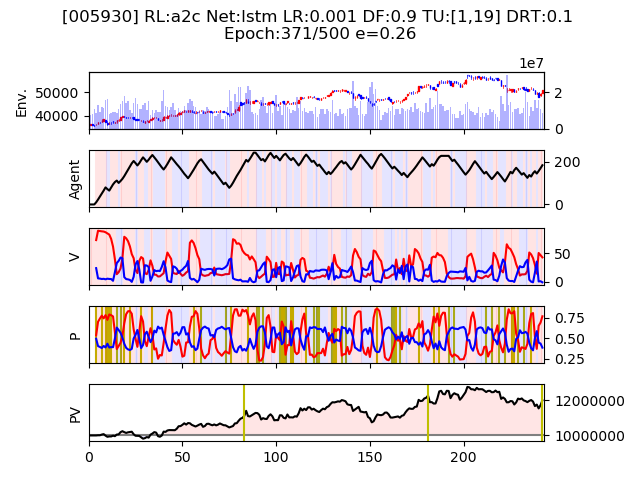 [005930] RL:a2c Net:lstm LR:0.001 DF:0.9 TU:[1,19] DRT:0.1
Epoch:371/500 e=0.26
1e7
Env.
50000
40000
2
0
Agent
200
0
V
50
0
P
0.75
0.50
0.25
PV
12000000
10000000
0 50 100 150 200